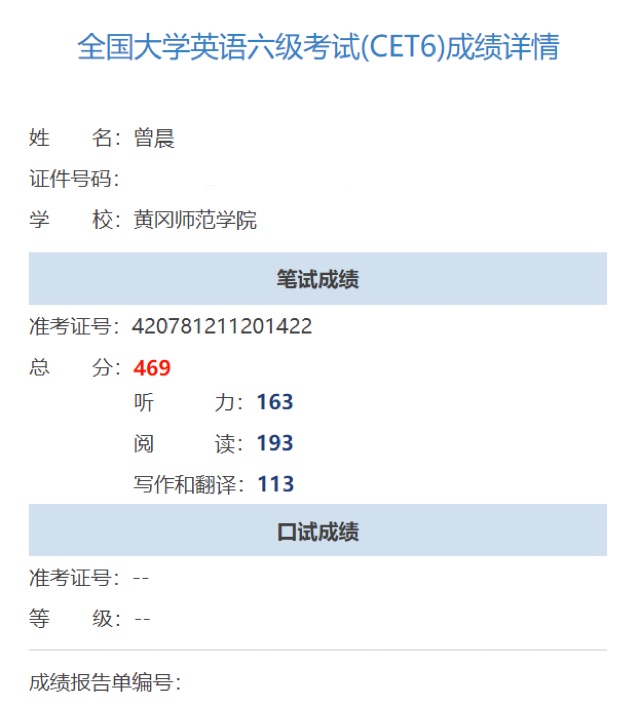 全国大学英语六级考试(CET6)成绩详情
姓 名：曾晨
证件号码：
学 校：黄冈师范学院
笔试成绩
准考证号：420781211201422
总 分：469
听 力：163
阅 读：193
写作和翻译：113
口试成绩
准考证号：--
等 级：--
成绩报告单编号：